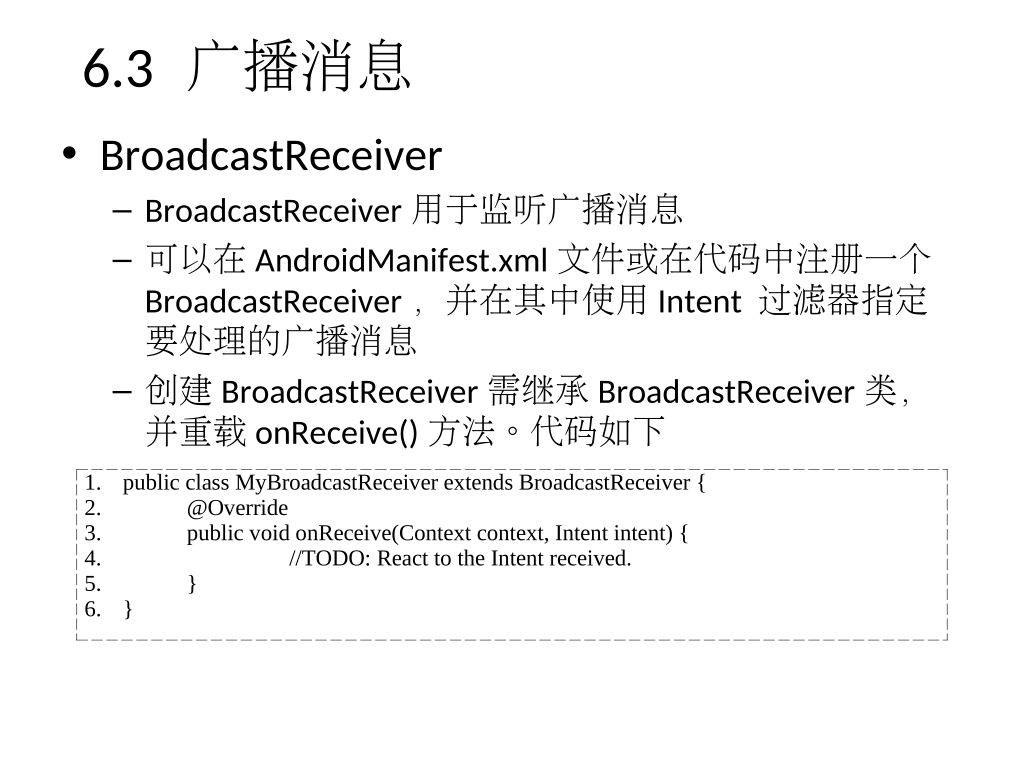 6.3 广播消息
• BroadcastReceiver
– BroadcastReceiver 用于监听广播消息
– 可以在 AndroidManifest.xml 文件或在代码中注册一个
BroadcastReceiver ，并在其中使用 Intent 过滤器指定
要处理的广播消息
– 创建 BroadcastReceiver 需继承 BroadcastReceiver 类，
并重载 onReceive() 方法。代码如下
1. public class MyBroadcastReceiver extends BroadcastReceiver {
2. @Override
3. public void onReceive(Context context, Intent intent) {
4. //TODO: React to the Intent received.
5. }
6. }